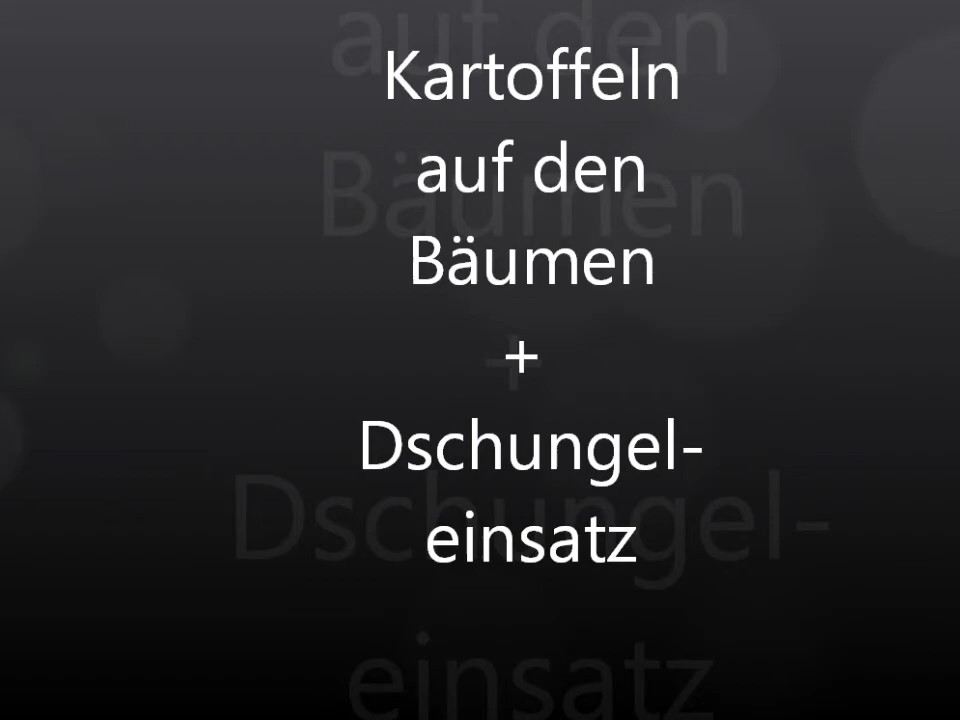 Kartoffeln
auf den
Bäumen
+
Dschungel-
einsatz